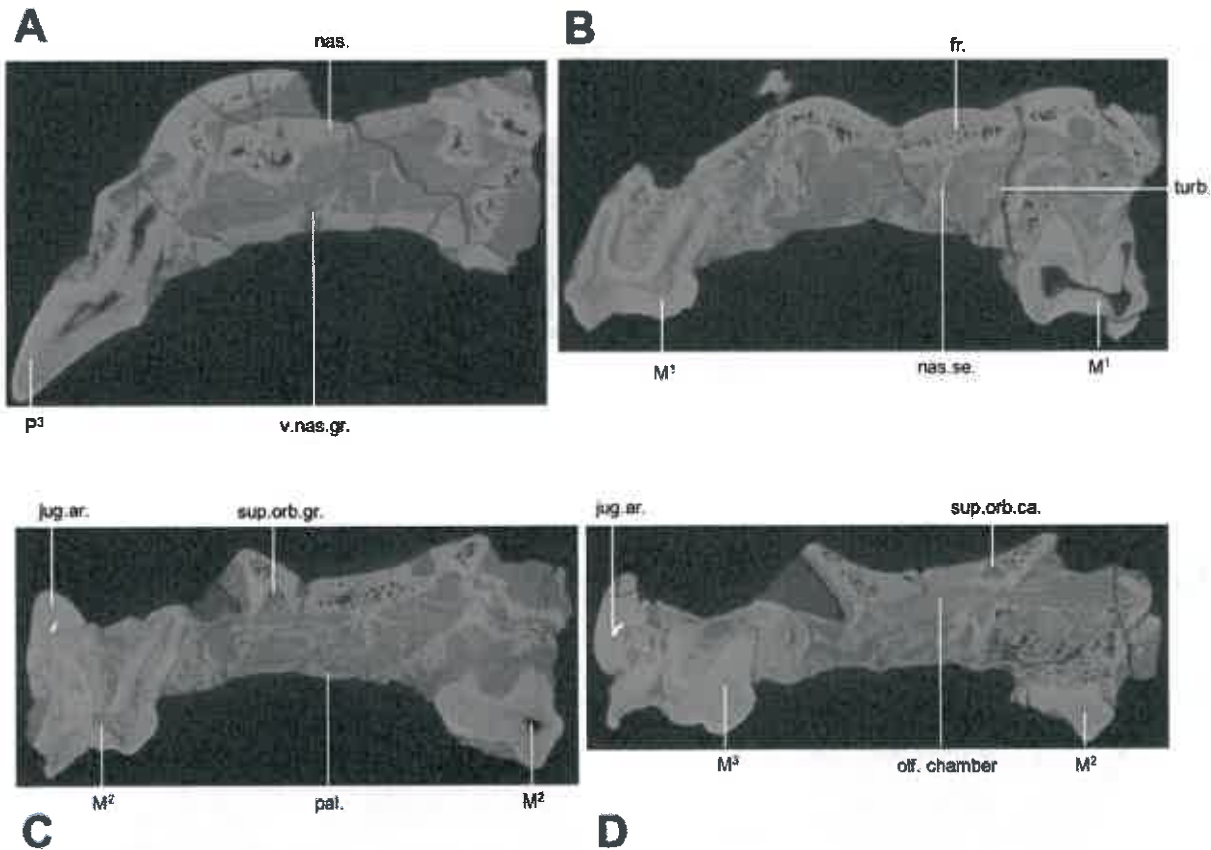 A
B
nas.
fr.
turb.
P³
v.nas.gr.
M¹
nas.se.
M¹
jug.ar.
sup.orb.gr.
jug.ar.
sup.orb.ca.
M²
pal.
M²
M³
olf. chamber
M²
C
D